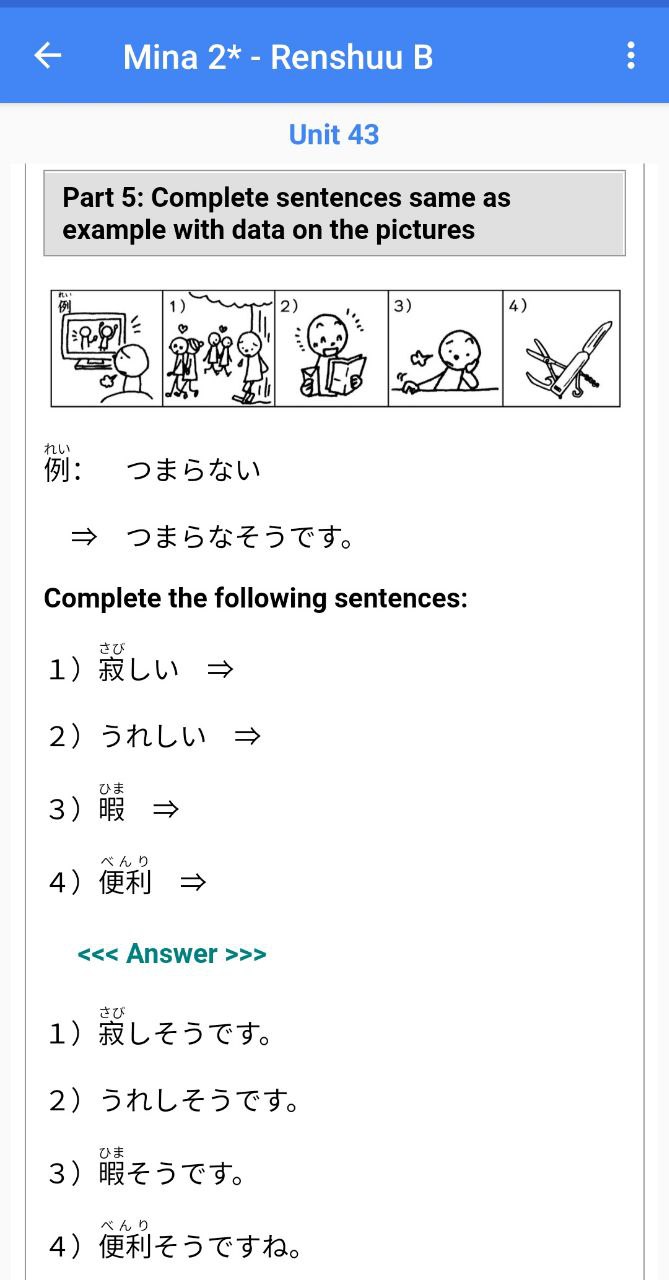 Mina 2* - Renshuu B
Unit 43
Part 5: Complete sentences same as
example with data on the pictures
れい
例
1)
2)
3)
4)
れい
例: つまらない
⇒ つまらなそうです。
Complete the following sentences:
さび
1）寂しい ⇒
2）うれしい ⇒
ひま
3）暇 ⇒
べんり
4）便利 ⇒
<<< Answer >>>
さび
1）寂しそうです。
2）うれしそうです。
ひま
3）暇そうです。
べんり
4）便利そうですね。